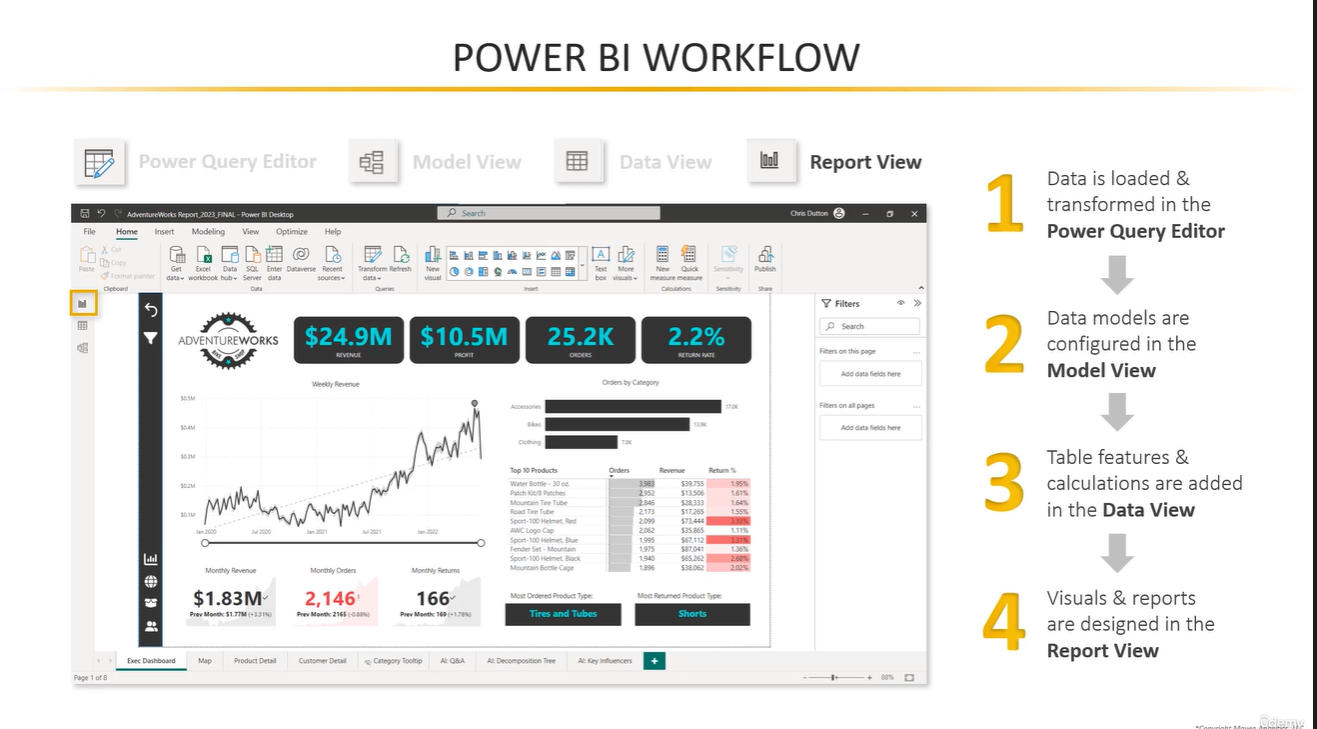 POWER BI WORKFLOW
Power Query Editor
Model View
Data View
Report View
AdventureWorks Report_2023_FINAL - Power BI Desktop
Search
Chris Dutton
File Home Insert Modeling View Optimize Help
Paste
Cut
Copy
Format painter
Get data
Excel workbook
Data hub
SQL Server
Enter data
Dataverse
Recent sources
Transform data
Refresh
New visual
A
Text box
More visuals
New measure
Quick measure
Sensitivity
Publish
Clipboard
Data
Queries
Insert
Calculations
Sensitivity
Share
ADVENTUREWORKS
BIKE SHOP
$24.9M
REVENUE
$10.5M
PROFIT
25.2K
ORDERS
2.2%
RETURN RATE
Weekly Revenue
$0.5M
$0.4M
$0.3M
$0.2M
$0.1M
Jan 2020 Jul 2020 Jan 2021 Jul 2021 Jan 2022
Orders by Category
Accessories 17.0K
Bikes 13.9K
Clothing 7.0K
Top 10 Products Orders Revenue Return %
Water Bottle - 30 oz. 3,983 $39,755 1.95%
Patch Kit/8 Patches 2,952 $13,506 1.61%
Mountain Tire Tube 2,846 $28,333 1.64%
Road Tire Tube 2,173 $17,265 1.55%
Sport-100 Helmet, Red 2,099 $73,444 3.33%
AWC Logo Cap 2,062 $35,865 1.11%
Sport-100 Helmet, Blue 1,995 $67,112 3.31%
Fender Set - Mountain 1,975 $87,041 1.36%
Sport-100 Helmet, Black 1,940 $65,262 2.68%
Mountain Bottle Cage 1,896 $38,062 2.02%
Monthly Revenue
$1.83M
Prev Month: $1.77M (+3.31%)
Monthly Orders
2,146
Prev Month: 2165 (-0.88%)
Monthly Returns
166
Prev Month: 169 (+1.78%)
Most Ordered Product Type:
Tires and Tubes
Most Returned Product Type:
Shorts
Filters
Search
Filters on this page
Add data fields here
Filters on all pages
Add data fields here
Exec Dashboard Map Product Detail Customer Detail Category Tooltip AI: Q&A AI: Decomposition Tree AI: Key Influencers +
Page 1 of 8
88%
1
Data is loaded &
transformed in the
Power Query Editor
2
Data models are
configured in the
Model View
3
Table features &
calculations are added
in the Data View
4
Visuals & reports
are designed in the
Report View
*Copyright Maven Analytics, LLC
ûdemy